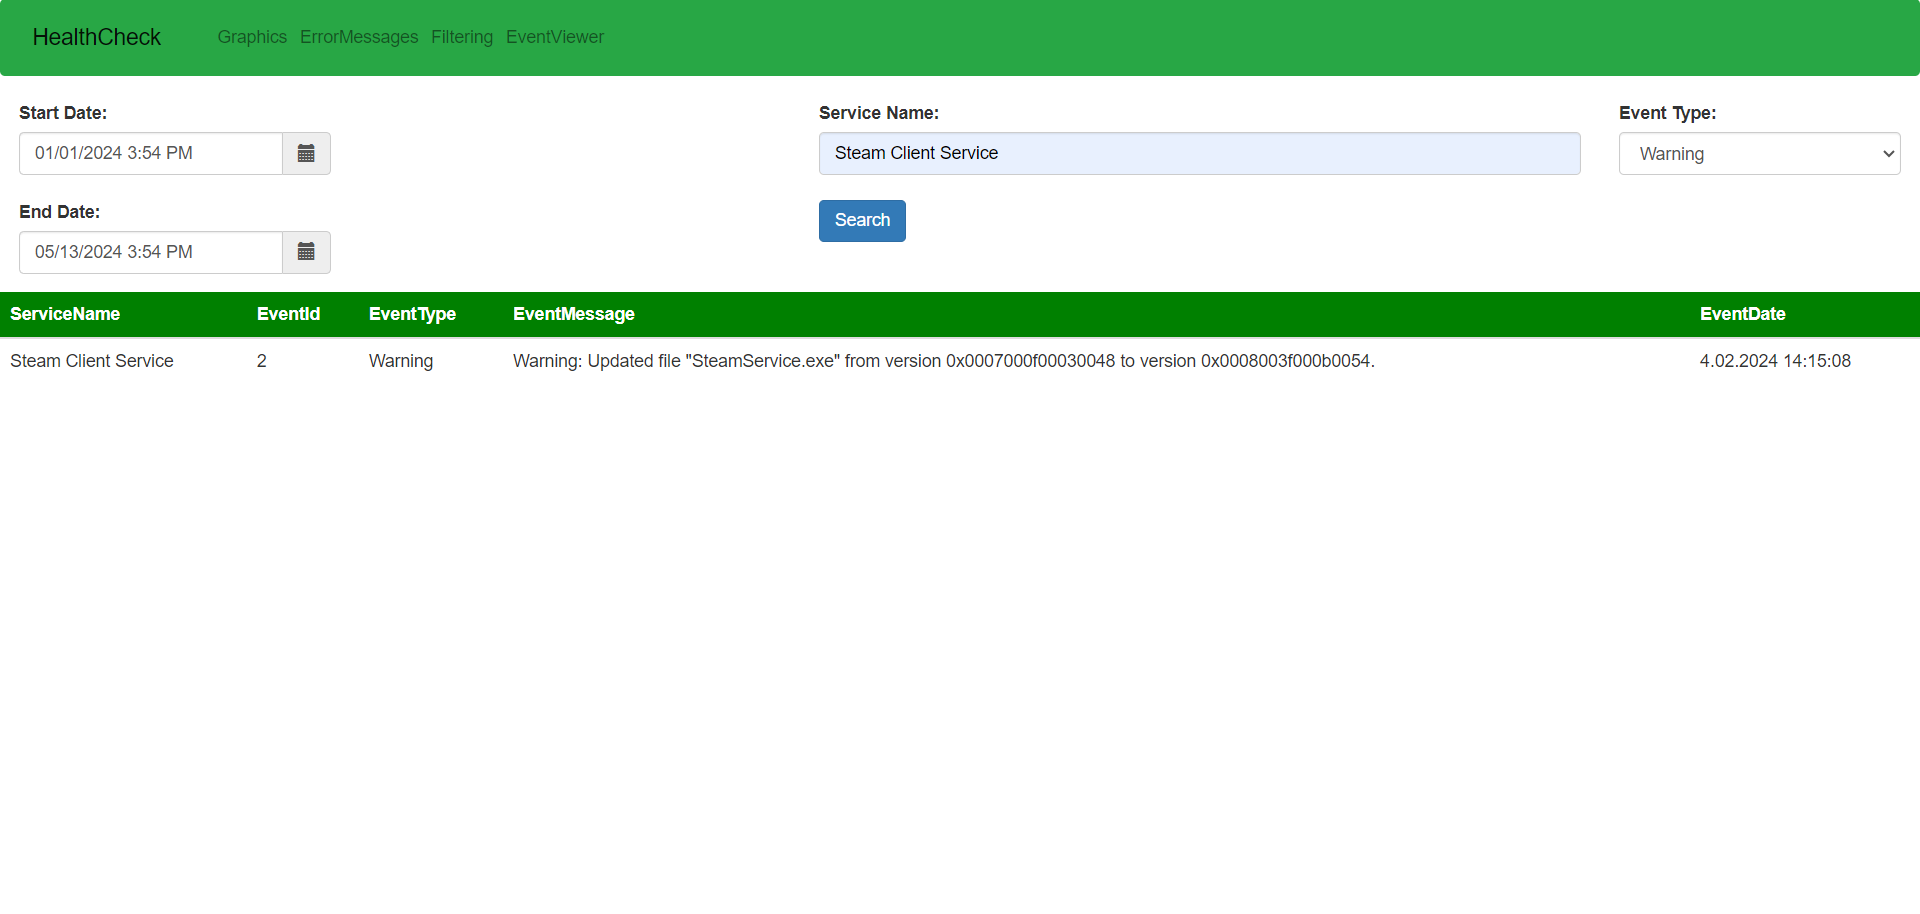 HealthCheck Graphics ErrorMessages Filtering EventViewer
Start Date:
01/01/2024 3:54 PM
End Date:
05/13/2024 3:54 PM
Service Name:
Steam Client Service
Search
Event Type:
Warning
ServiceName EventId EventType EventMessage EventDate
Steam Client Service 2 Warning Warning: Updated file "SteamService.exe" from version 0x0007000f00030048 to version 0x0008003f000b0054. 4.02.2024 14:15:08